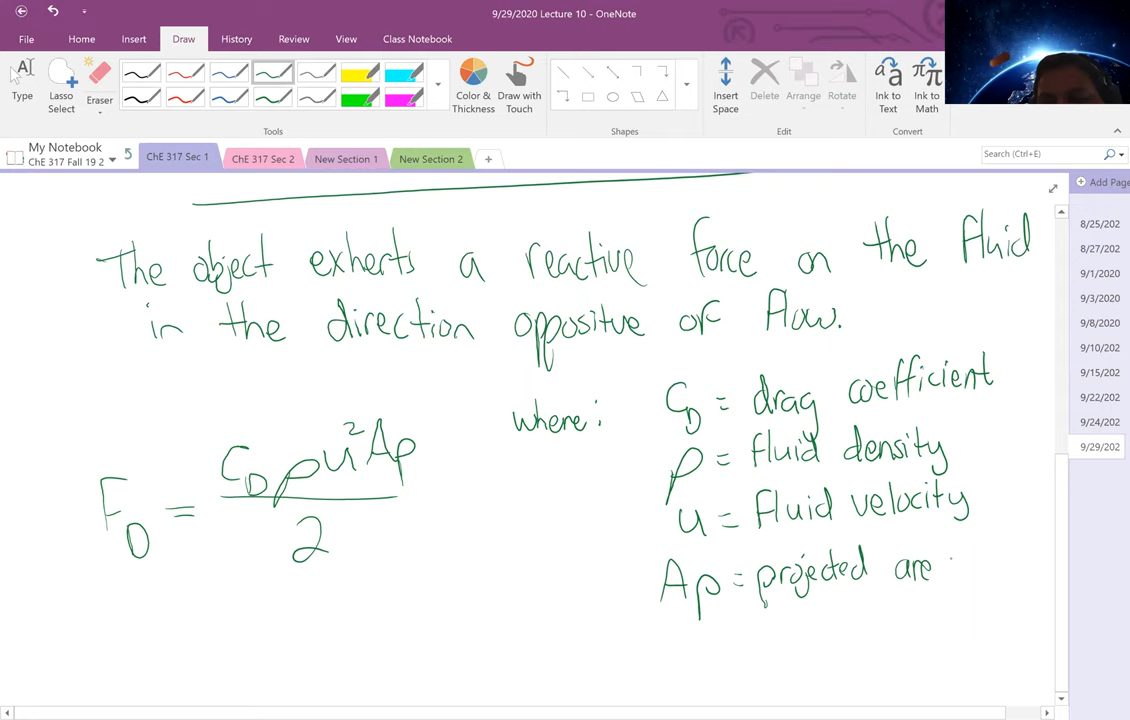 9/29/2020 Lecture 10 - OneNote
File Home Insert Draw History Review View Class Notebook
Type
Lasso Select
Eraser
Color & Thickness
Draw with Touch
Insert Space
Delete
Arrange
Rotate
Ink to Text
Ink to Math
Tools
Shapes
Edit
Convert
My Notebook
ChE 317 Fall 19 2
ChE 317 Sec 1
ChE 317 Sec 2
New Section 1
New Section 2
Search (Ctrl+E)
Add Page
8/25/202
8/27/202
9/1/2020
9/3/2020
9/8/2020
9/10/202
9/15/202
9/22/202
9/24/202
9/29/202
The object exherts a reactive force on the fluid
in the direction oppositve of flow.
where: C_D = drag coefficient
ρ = fluid density
u = fluid velocity
Ap = projected are
F_D = C_D ρ u² Ap / 2